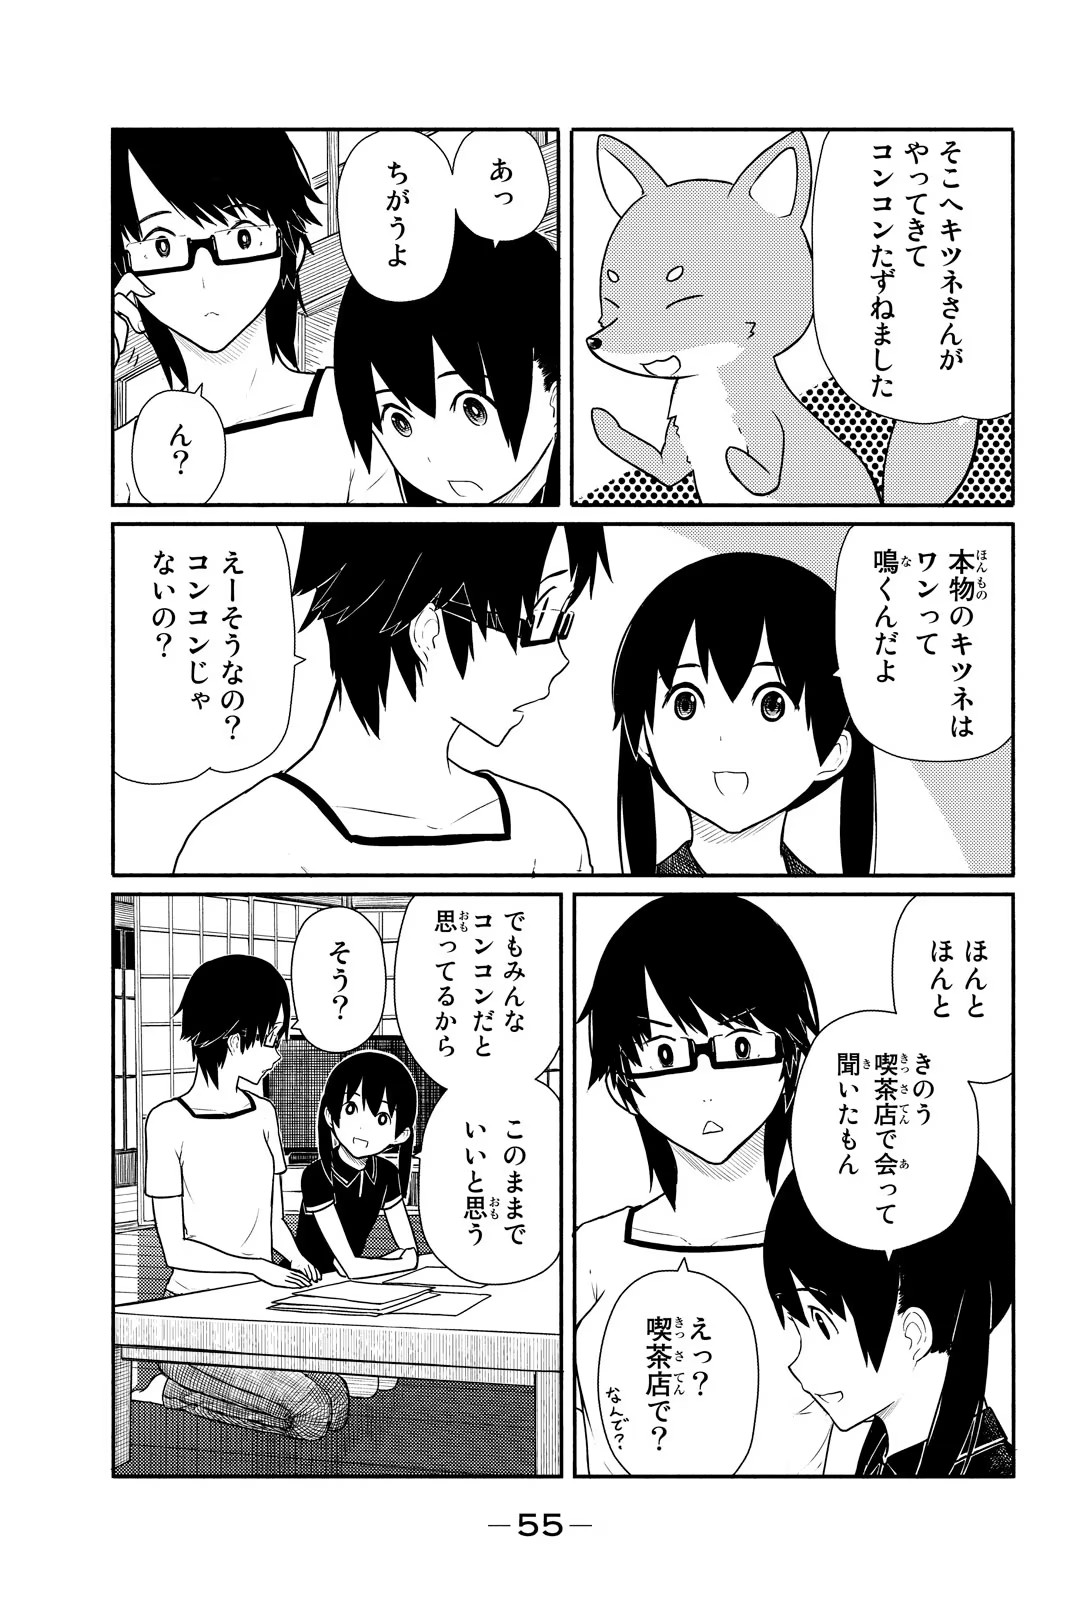 そこへキツネさんが
やってきて
コンコンたずねました
あっ
ちがうよ
ん？
本物のキツネは
ワンって
鳴くんだよ
えーそうなの？
コンコンじゃ
ないの？
ほんと
ほんと
きのう
喫茶店で会って
聞いたもん
えっ？
喫茶店で？
なんで？
でもみんな
コンコンだと
思ってるから
このままで
いいと思う
そう？
—55—